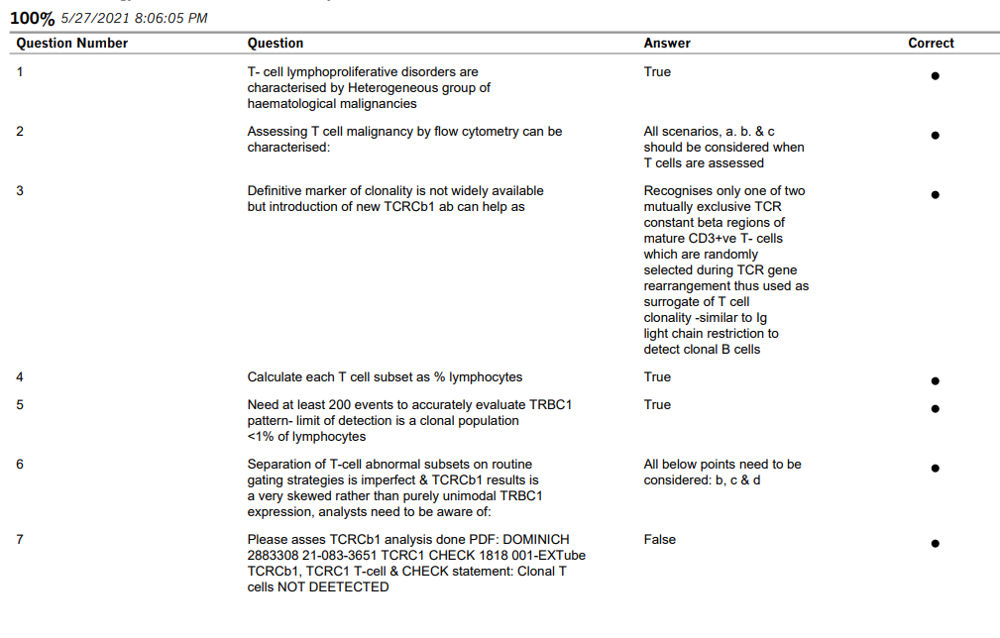 100% 5/27/2021 8:06:05 PM
Question Number Question Answer Correct
1 T- cell lymphoproliferative disorders are True
characterised by Heterogeneous group of
haematological malignancies
2 Assessing T cell malignancy by flow cytometry can be All scenarios, a. b. & c
characterised: should be considered when
T cells are assessed
3 Definitive marker of clonality is not widely available Recognises only one of two
but introduction of new TCRCb1 ab can help as mutually exclusive TCR
constant beta regions of
mature CD3+ve T- cells
which are randomly
selected during TCR gene
rearrangement thus used as
surrogate of T cell
clonality -similar to Ig
light chain restriction to
detect clonal B cells
4 Calculate each T cell subset as % lymphocytes True
5 Need at least 200 events to accurately evaluate TRBC1 True
pattern- limit of detection is a clonal population
<1% of lymphocytes
6 Separation of T-cell abnormal subsets on routine All below points need to be
gating strategies is imperfect & TCRCb1 results is considered: b, c & d
a very skewed rather than purely unimodal TRBC1
expression, analysts need to be aware of:
7 Please asses TCRCb1 analysis done PDF: DOMINICH False
2883308 21-083-3651 TCRC1 CHECK 1818 001-EXTube
TCRCb1, TCRC1 T-cell & CHECK statement: Clonal T
cells NOT DEETECTED